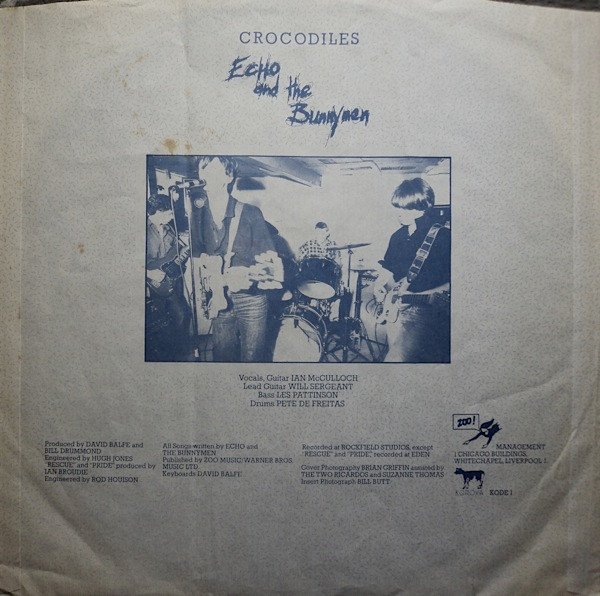 CROCODILES
Echo
and the
Bunnymen
Vocals, Guitar IAN McCULLOCH
Lead Guitar WILL SERGEANT
Bass LES PATTINSON
Drums PETE DE FREITAS
Produced by DAVID BALFE and
BILL DRUMMOND
Engineered by HUGH JONES
"RESCUE" and "PRIDE" produced by
IAN BROUDIE
Engineered by ROD HOUISON
All Songs written by ECHO and
THE BUNNYMEN
Published by ZOO MUSIC/WARNER BROS.
MUSIC LTD
Keyboards DAVID BALFE
Recorded at ROCKFIELD STUDIOS, except
"RESCUE" and "PRIDE", recorded at EDEN
Cover Photography BRIAN GRIFFIN assisted by
THE TWO RICARDOS and SUZANNE THOMAS
Insert Photograph BILL BUTT
ZOO!
MANAGEMENT
1 CHICAGO BUILDINGS,
WHITECHAPEL, LIVERPOOL 1
KOROVA KODE 1